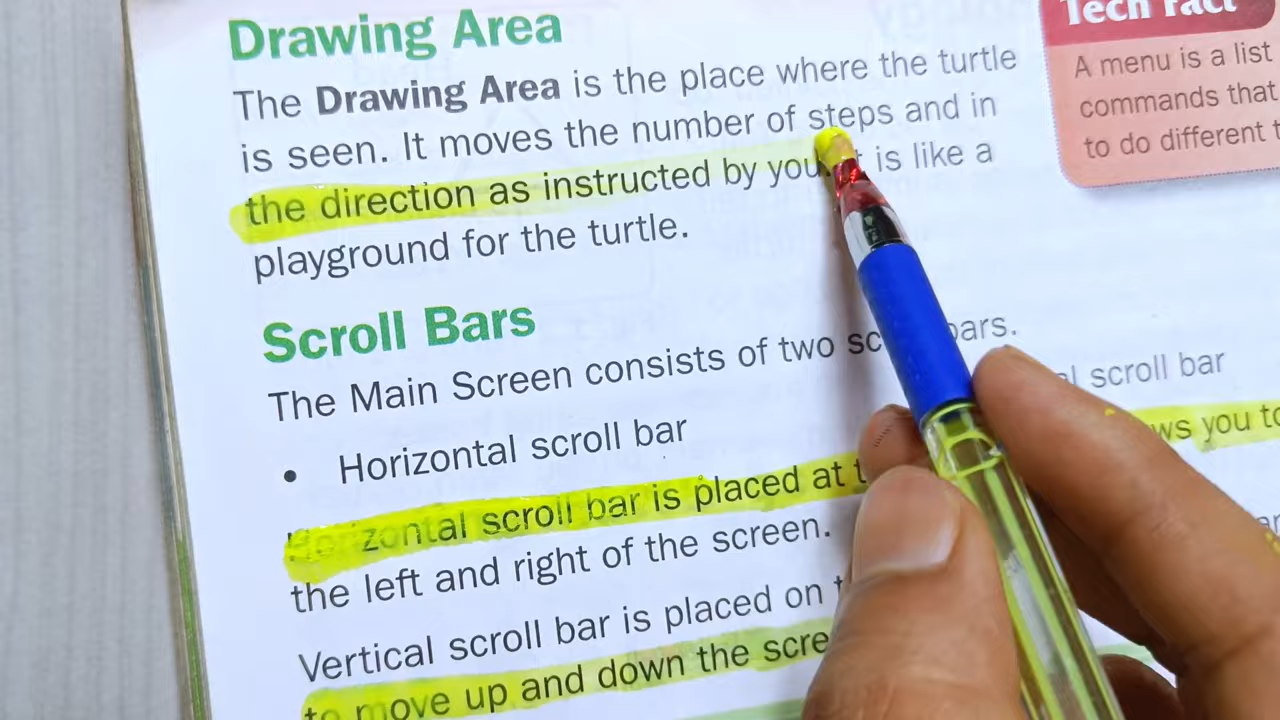 Drawing Area
The Drawing Area is the place where the turtle
is seen. It moves the number of steps and in
the direction as instructed by you is like a
playground for the turtle.
Scroll Bars
The Main Screen consists of two bars.
• Horizontal scroll bar
scroll bar
Horizontal scroll bar is placed at
you to
the left and right of the screen.
Vertical scroll bar is placed on
to move up and down the
Tech Fact
A menu is a list
commands that
to do different